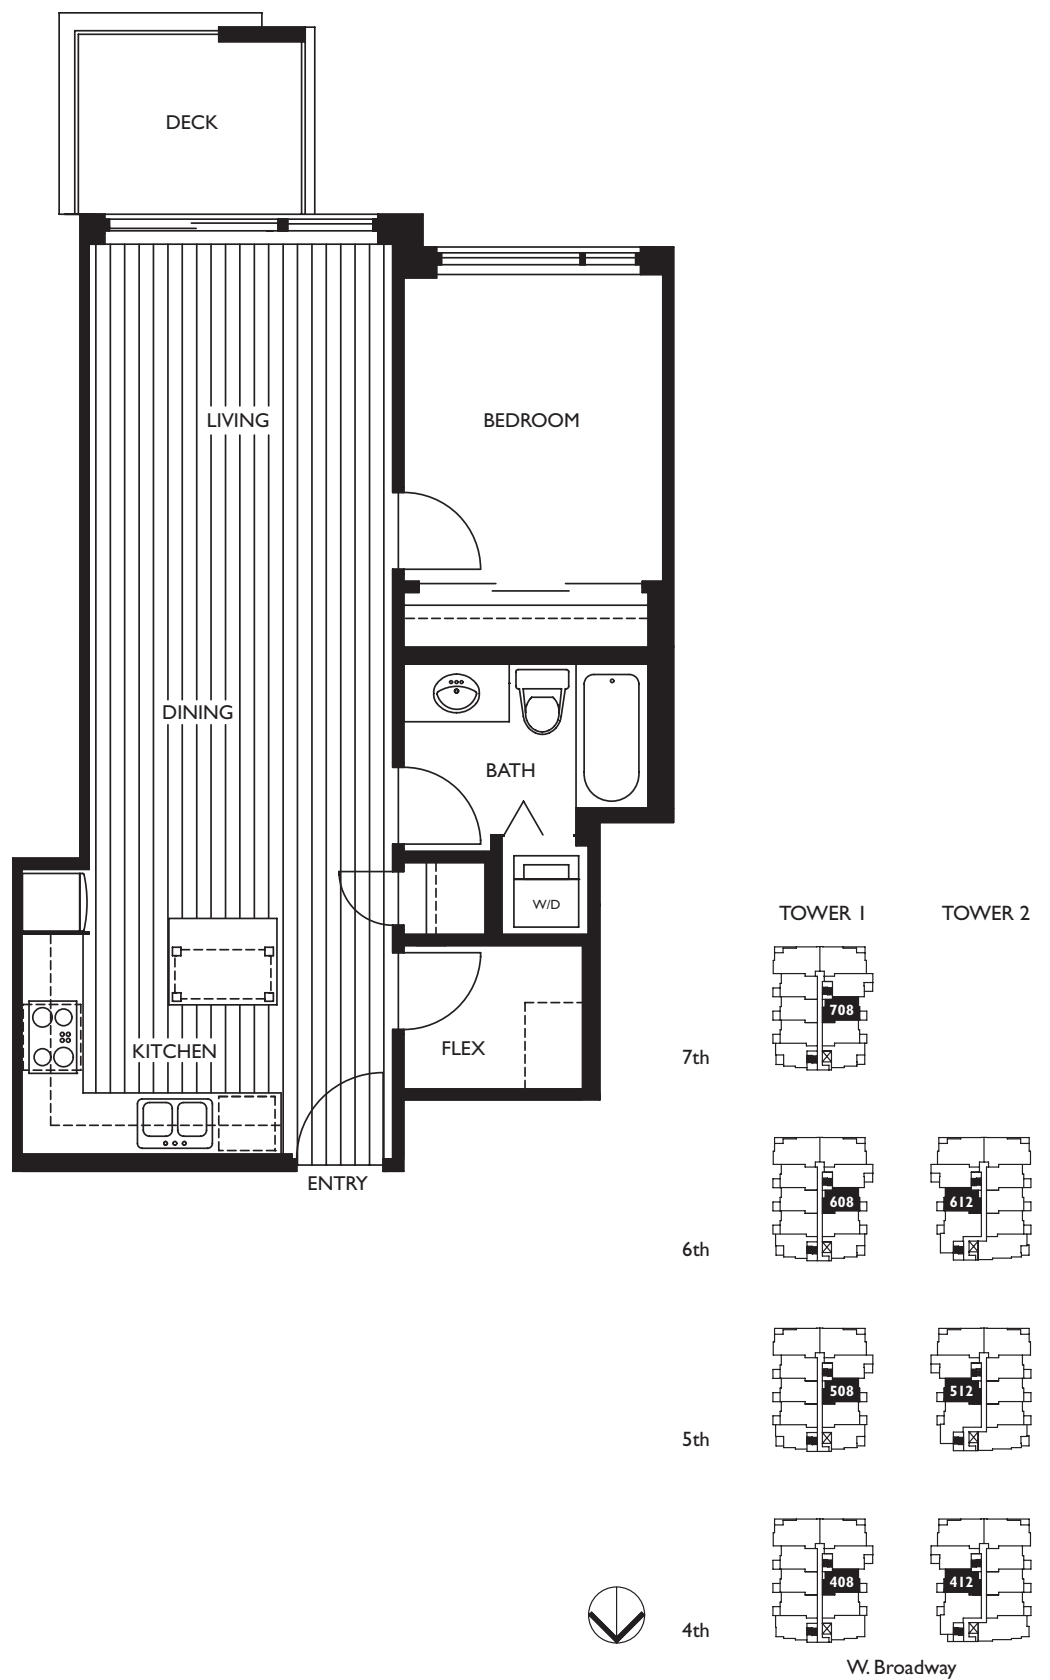 DECK
LIVING
BEDROOM
DINING
BATH
W/D
KITCHEN
FLEX
ENTRY
TOWER 1 TOWER 2
708
7th
608 612
6th
508 512
5th
408 412
4th
W. Broadway